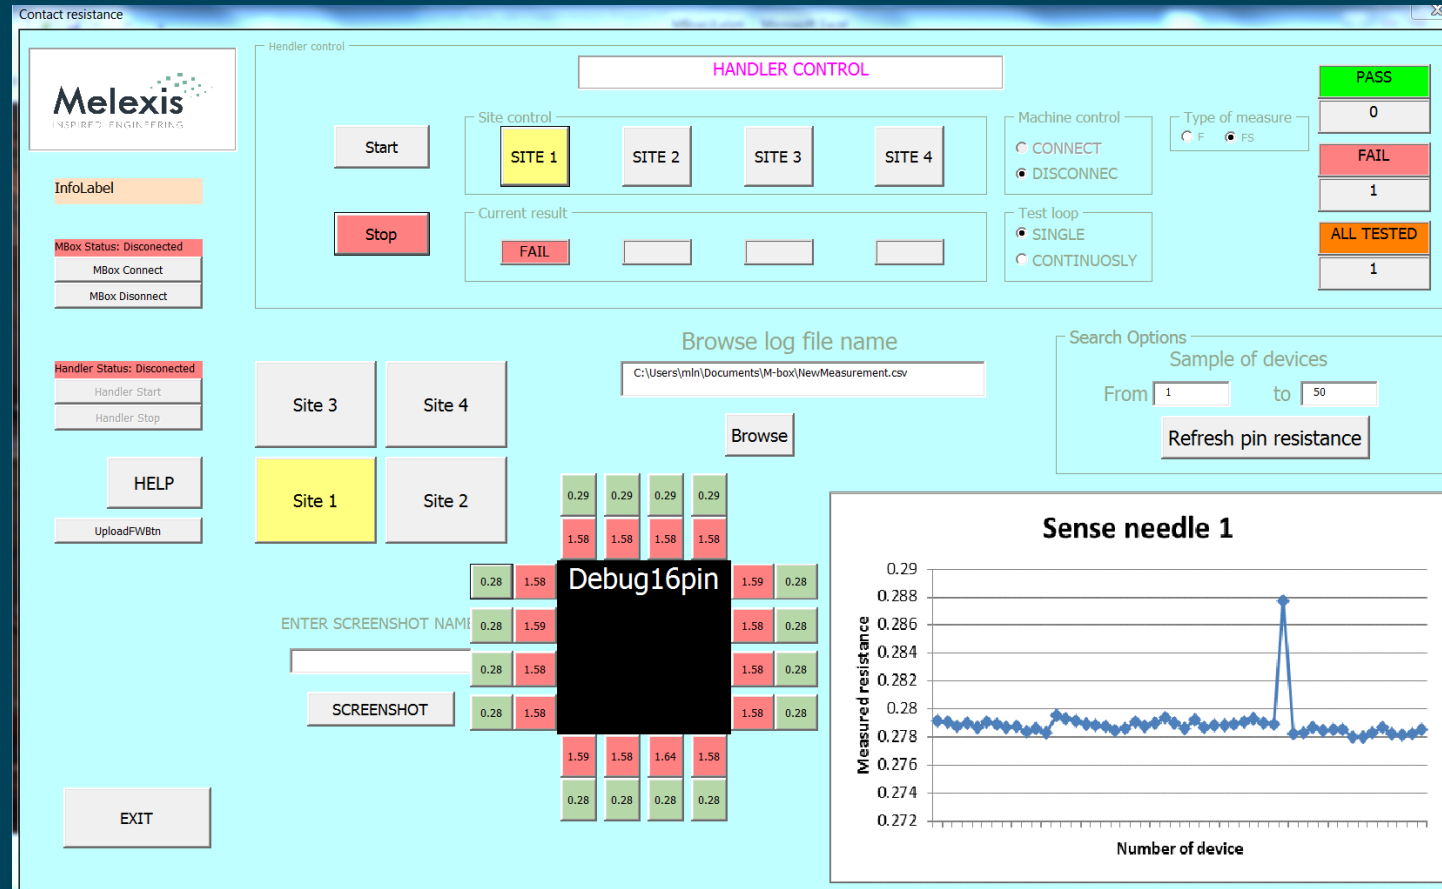 Contact resistance
Melexis
INSPIRED ENGINEERING
InfoLabel
MBox Status: Disconected
MBox Connect
MBox Disonnect
Handler Status: Disconected
Handler Start
Handler Stop
HELP
UploadFWBtn
EXIT
Hendler control
HANDLER CONTROL
Start
Stop
Site control
SITE 1 SITE 2 SITE 3 SITE 4
Current result
FAIL
Machine control
CONNECT
DISCONNEC
Test loop
SINGLE
CONTINUOSLY
Type of measure
F FS
PASS
0
FAIL
1
ALL TESTED
1
Site 3 Site 4
Site 1 Site 2
Browse log file name
C:\Users\mln\Documents\M-box\NewMeasurement.csv
Browse
Search Options
Sample of devices
From 1 to 50
Refresh pin resistance
ENTER SCREENSHOT NAME
SCREENSHOT
0.29 0.29 0.29 0.29
1.58 1.58 1.58 1.58
Debug16pin
0.28 1.58 1.59 0.28
0.28 1.59 1.58 0.28
0.28 1.58 1.58 0.28
0.28 1.58 1.58 0.28
1.59 1.58 1.64 1.58
0.28 0.28 0.28 0.28
Sense needle 1
Measured resistance
0.29
0.288
0.286
0.284
0.282
0.28
0.278
0.276
0.274
0.272
Number of device